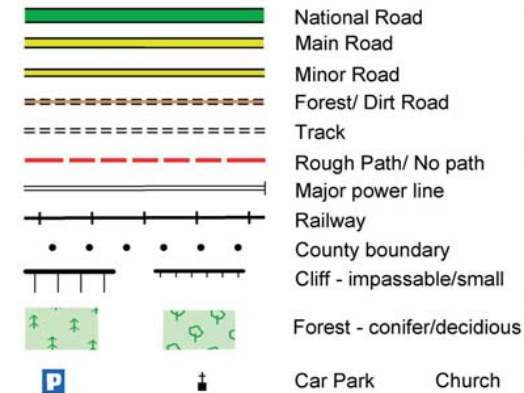 National Road
Main Road
Minor Road
Forest/ Dirt Road
Track
Rough Path/ No path
Major power line
Railway
County boundary
Cliff - impassable/small
Forest - conifer/decidious
P Car Park Church